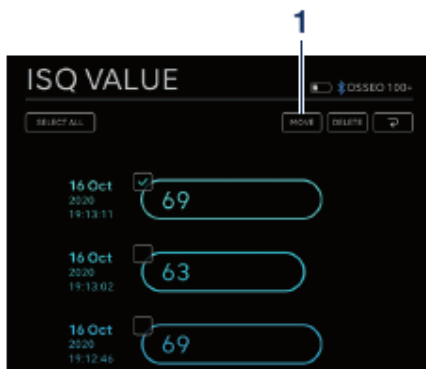 1
ISQ VALUE
OSSEO 100+
SELECT ALL
MOVE DELETE
16 Oct
2020
19:13:11
69
16 Oct
2020
19:13:02
63
16 Oct
2020
19:12:46
69